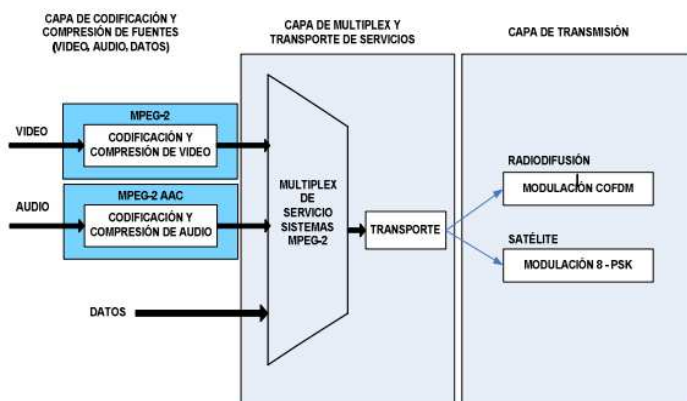 CAPA DE CODIFICACIÓN Y
COMPRESIÓN DE FUENTES
(VIDEO, AUDIO, DATOS)
CAPA DE MULTIPLEX Y
TRANSPORTE DE SERVICIOS
CAPA DE TRANSMISIÓN
MPEG-2
VIDEO
CODIFICACIÓN Y
COMPRESIÓN DE VIDEO
MPEG-2 AAC
AUDIO
CODIFICACIÓN Y
COMPRESIÓN DE AUDIO
DATOS
MULTIPLEX
DE
SERVICIO
SISTEMAS
MPEG-2
TRANSPORTE
RADIODIFUSIÓN
MODULACIÓN COFDM
SATÉLITE
MODULACIÓN 8 - PSK